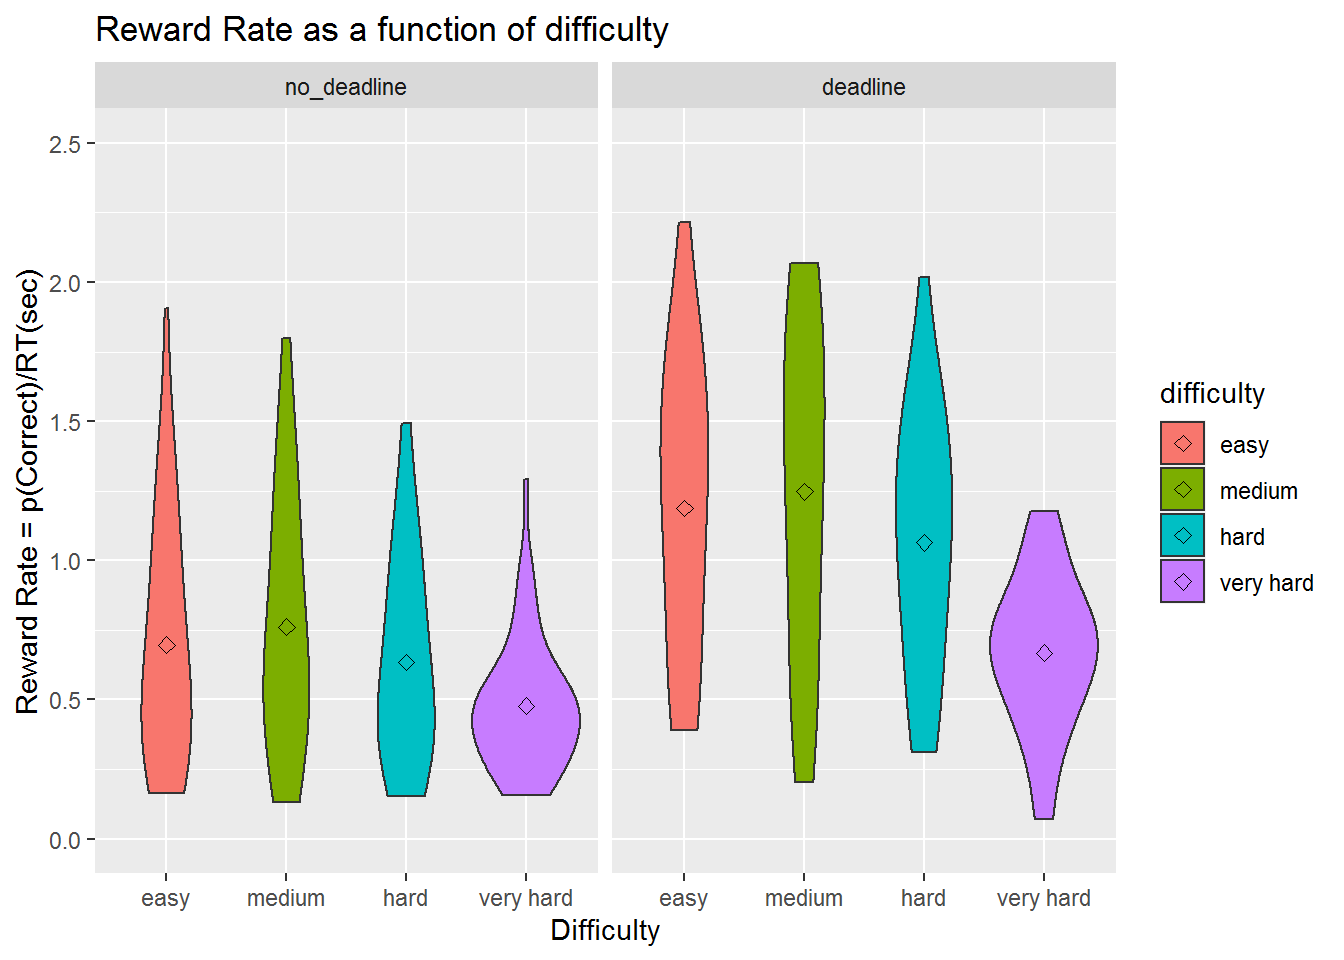 Reward Rate as a function of difficulty
no_deadline
deadline
Reward Rate = p(Correct)/RT(sec)
2.5
2.0
1.5
1.0
0.5
0.0
easy
medium
hard
very hard
easy
medium
hard
very hard
Difficulty
difficulty
easy
medium
hard
very hard